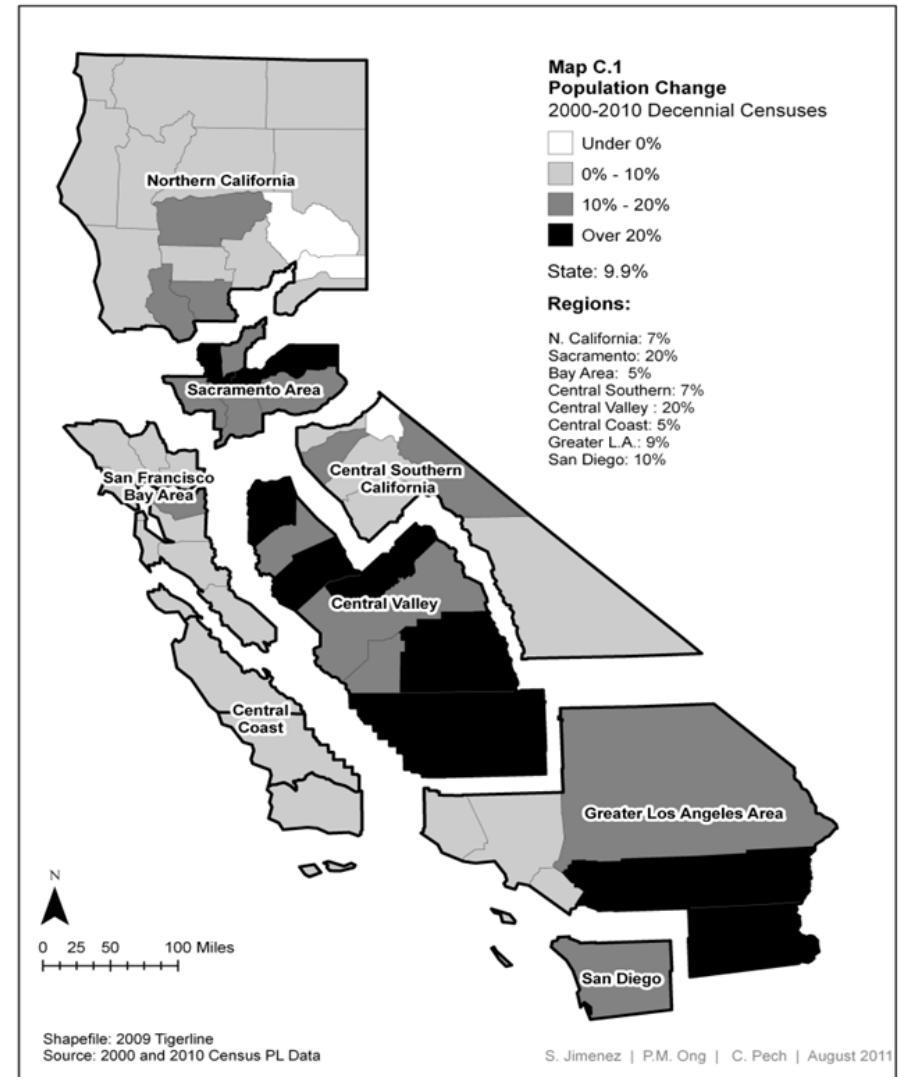 Map C.1
Population Change
2000-2010 Decennial Censuses
Under 0%
0% - 10%
10% - 20%
Over 20%
State: 9.9%
Regions:
N. California: 7%
Sacramento: 20%
Bay Area: 5%
Central Southern: 7%
Central Valley : 20%
Central Coast: 5%
Greater L.A.: 9%
San Diego: 10%
Northern California
Sacramento Area
San Francisco
Bay Area
Central Southern
California
Central Valley
Central
Coast
Greater Los Angeles Area
San Diego
N
0 25 50 100 Miles
Shapefile: 2009 Tigerline
Source: 2000 and 2010 Census PL Data
S. Jimenez | P.M. Ong | C. Pech | August 2011